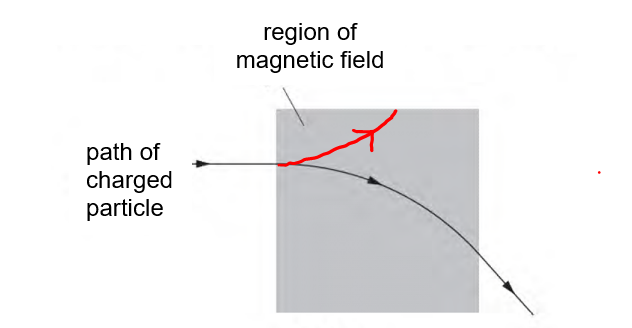 region of
magnetic field
path of
charged
particle